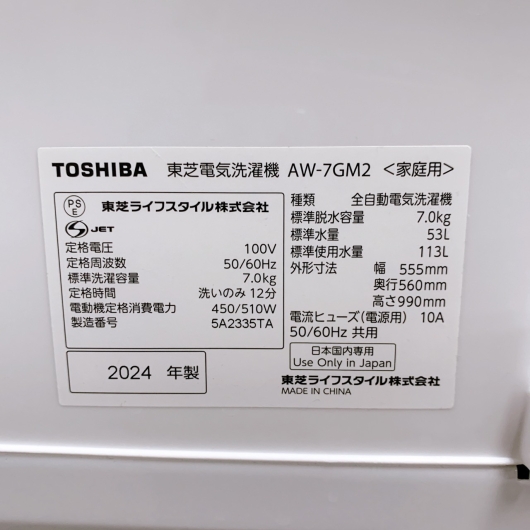 TOSHIBA 東芝電気洗濯機 AW-7GM2 <家庭用>
PS E 東芝ライフスタイル株式会社
S JET
定格電圧 100V
定格周波数 50/60Hz
標準洗濯容量 7.0kg
定格時間 洗いのみ 12分
電動機定格消費電力 450/510W
製造番号 5A2335TA
2024 年製
種類 全自動電気洗濯機
標準脱水容量 7.0kg
標準水量 53L
標準使用水量 113L
外形寸法 幅 555mm
奥行560mm
高さ990mm
電流ヒューズ(電源用) 10A
50/60Hz 共用
日本国内専用
Use Only in Japan
東芝ライフスタイル株式会社
MADE IN CHINA